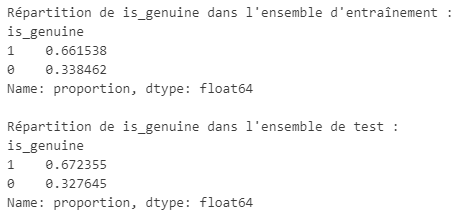 Répartition de is_genuine dans l'ensemble d'entraînement :
is_genuine
1    0.661538
0    0.338462
Name: proportion, dtype: float64

Répartition de is_genuine dans l'ensemble de test :
is_genuine
1    0.672355
0    0.327645
Name: proportion, dtype: float64